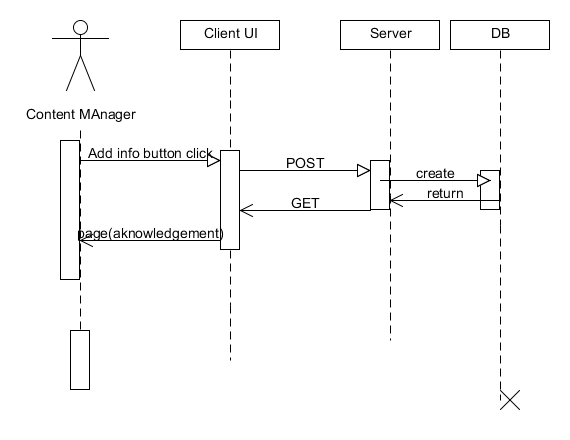 Client UI
Server
DB
Content MAnager
Add info button click
POST
create
return
GET
page(aknowledgement)